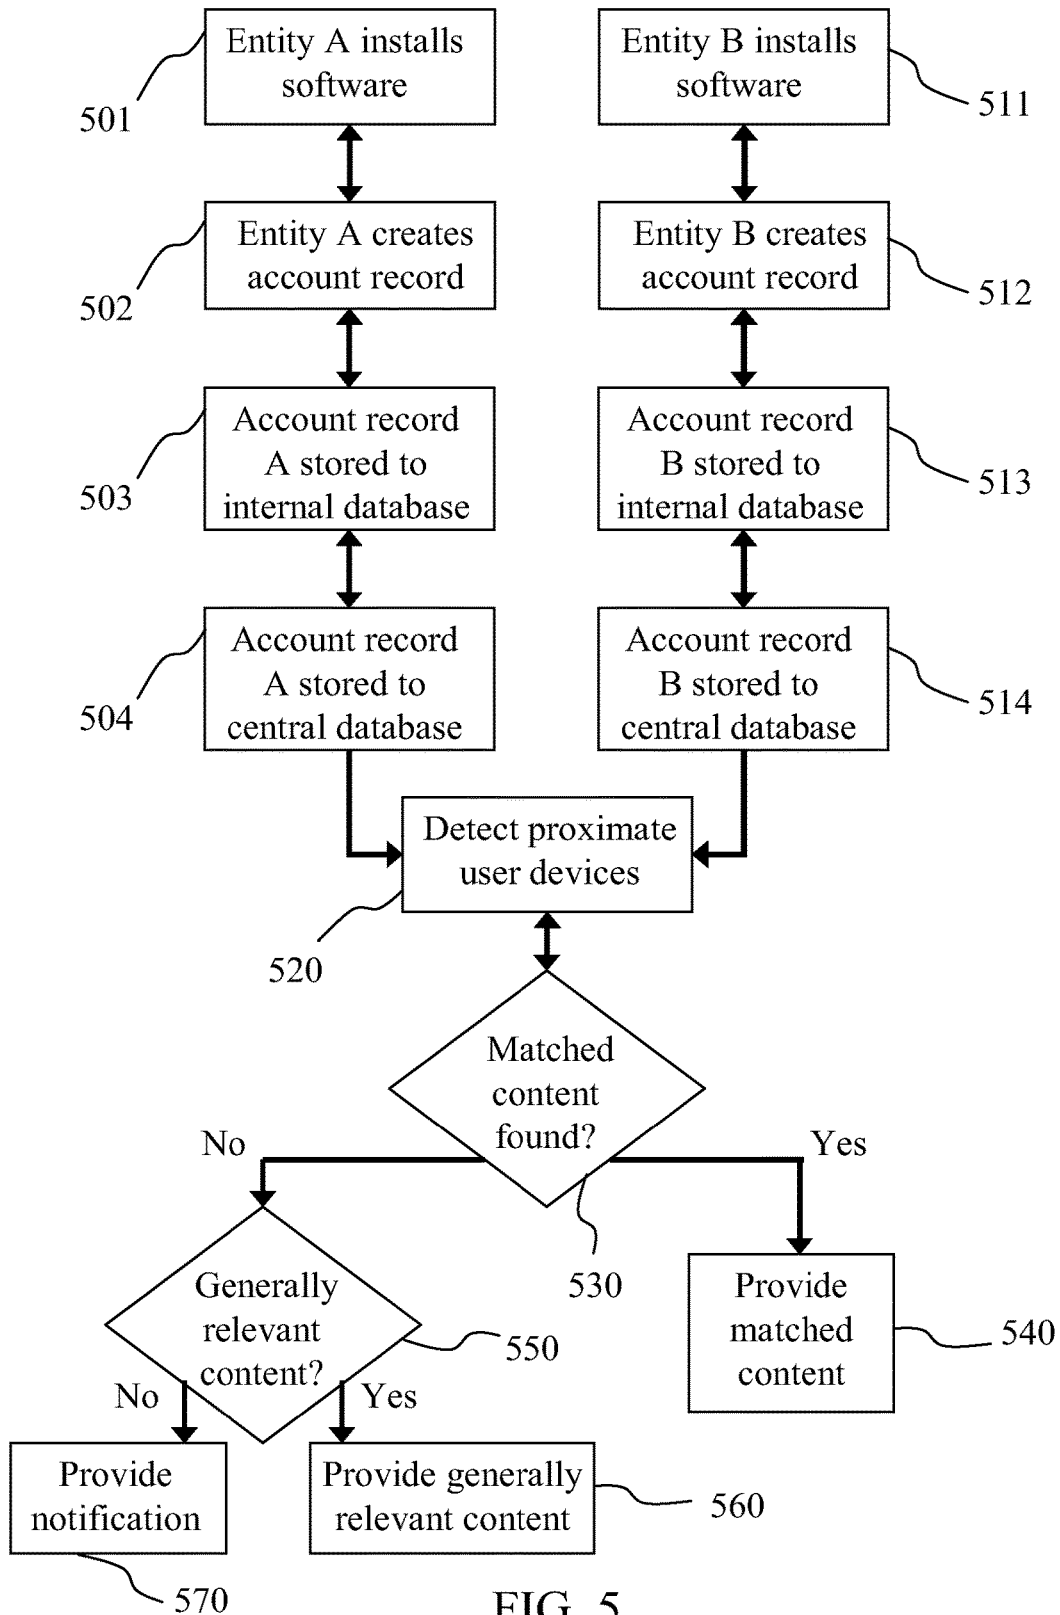 Entity A installs
software
501
Entity B installs
software
511
Entity A creates
account record
502
Entity B creates
account record
512
Account record
A stored to
internal database
503
Account record
B stored to
internal database
513
Account record
A stored to
central database
504
Account record
B stored to
central database
514
Detect proximate
user devices
520
Matched
content
found?
530
No
Yes
Generally
relevant
content?
550
Provide
matched
content
540
No
Yes
Provide
notification
570
Provide generally
relevant content
560
FIG. 5